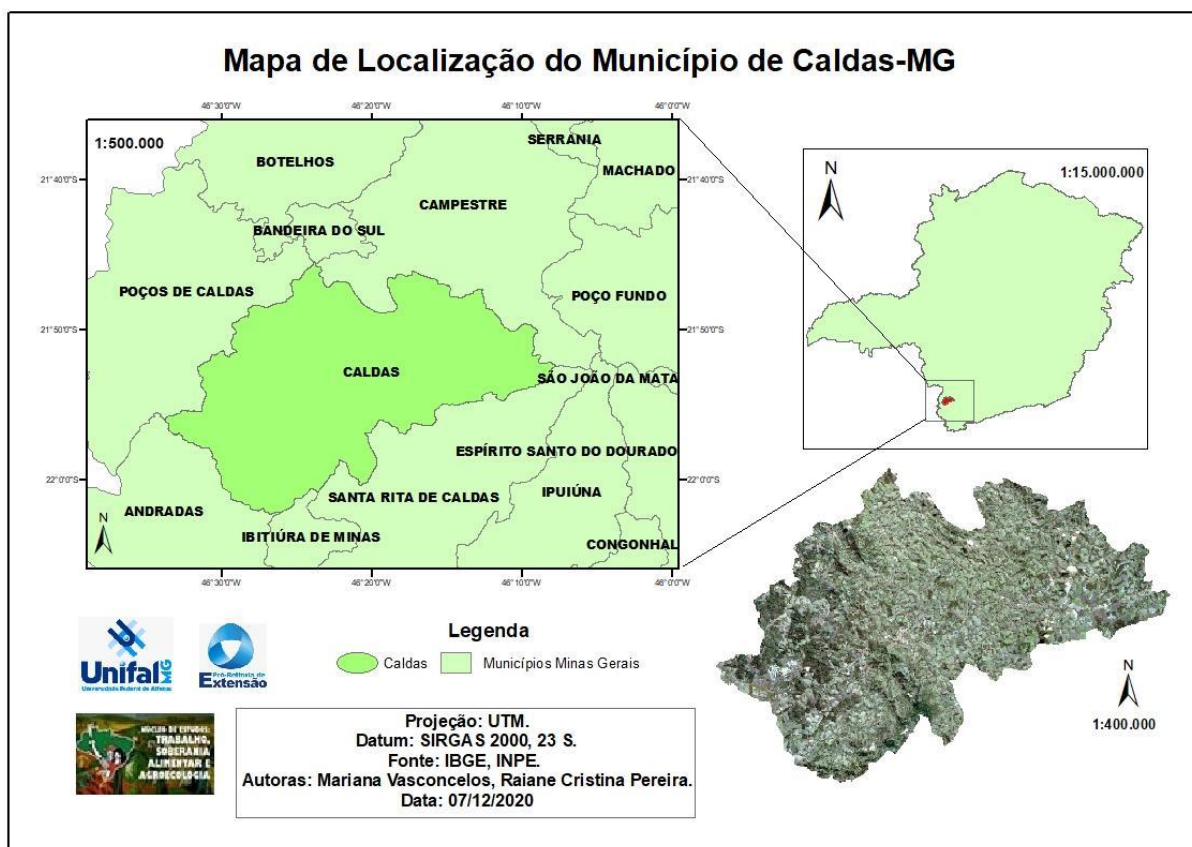 Mapa de Localização do Município de Caldas-MG
46°30'0"W
46°20'0"W
46°10'0"W
46°0'0"W
1:500.000
SERRANIA
BOTELHOS
MACHADO
21°40'0"S
21°40'0"S
CAMPESTRE
BANDEIRA DO SUL
POÇOS DE CALDAS
POÇO FUNDO
21°50'0"S
21°50'0"S
CALDAS
SÃO JOÃO DA MATA
ESPÍRITO SANTO DO DOURADO
22°0'0"S
22°0'0"S
SANTA RITA DE CALDAS
IPUIÚNA
ANDRADAS
N
IBITIÚRA DE MINAS
CONGONHAL
46°30'0"W
46°20'0"W
46°10'0"W
46°0'0"W
N
1:15.000.000
N
1:400.000
Unifal MG
Universidade Federal de Alfenas
Pró-Reitoria de
Extensão
Legenda
Caldas
Municípios Minas Gerais
NÚCLEO DE ESTUDOS:
TRABALHO,
SOBERANIA
ALIMENTAR E
AGROECOLOGIA
Projeção: UTM.
Datum: SIRGAS 2000, 23 S.
Fonte: IBGE, INPE.
Autoras: Mariana Vasconcelos, Raiane Cristina Pereira.
Data: 07/12/2020